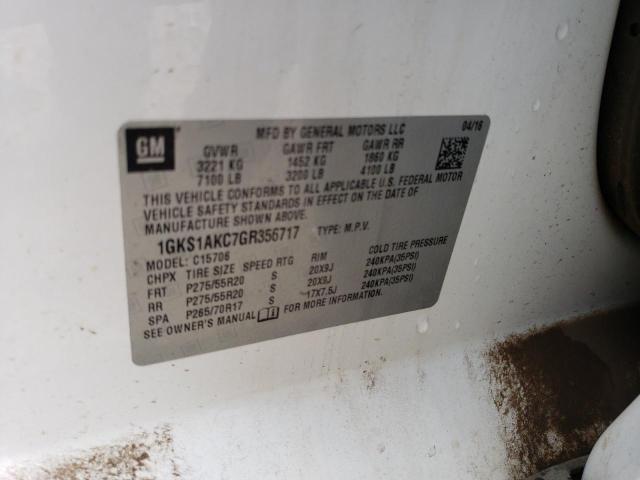 GM
MFD BY GENERAL MOTORS LLC 04/16
GVWR GAWR FRT GAWR RR
3221 KG 1452 KG 1860 KG
7100 LB 3200 LB 4100 LB
THIS VEHICLE CONFORMS TO ALL APPLICABLE U.S. FEDERAL MOTOR
VEHICLE SAFETY STANDARDS IN EFFECT ON THE DATE OF
MANUFACTURE SHOWN ABOVE.
1GKS1AKC7GR356717 TYPE: M.P.V.
MODEL: C15706
CHPX TIRE SIZE SPEED RTG RIM COLD TIRE PRESSURE
FRT P275/55R20 S 20X9J 240KPA(35PSI)
RR P275/55R20 S 20X9J 240KPA(35PSI)
SPA P265/70R17 S 17X7.5J 240KPA(35PSI)
SEE OWNER'S MANUAL FOR MORE INFORMATION.